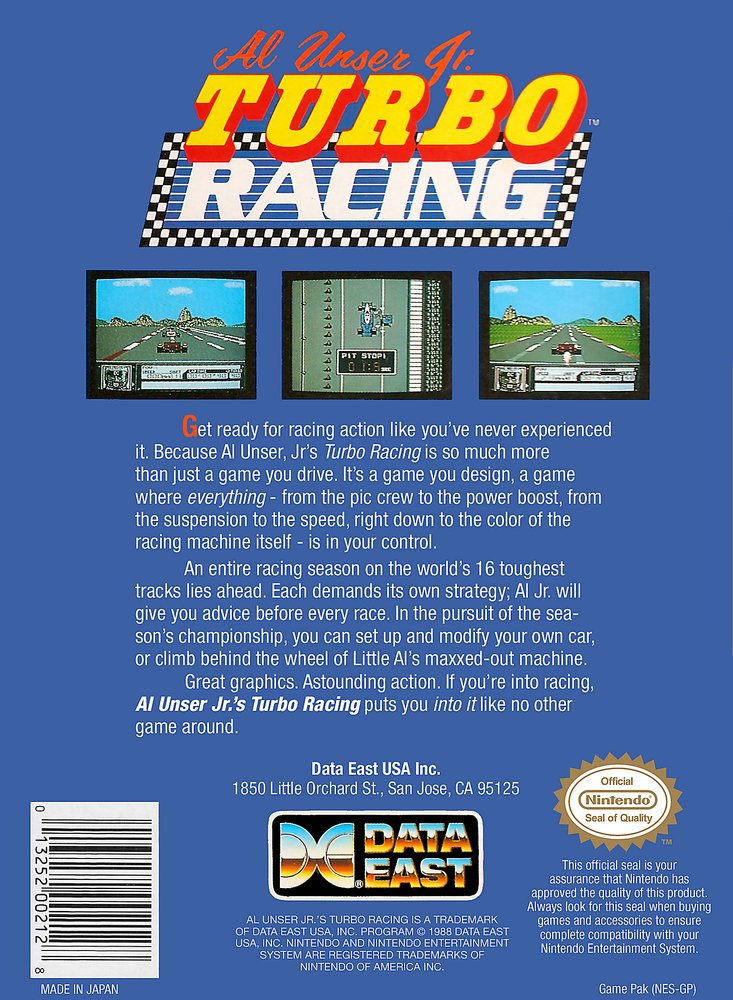 Al Unser Jr.
TURBO
TM
RACING
PIT STOP!
SEC
Get ready for racing action like you've never experienced
it. Because Al Unser, Jr's Turbo Racing is so much more
than just a game you drive. It's a game you design, a game
where everything - from the pic crew to the power boost, from
the suspension to the speed, right down to the color of the
racing machine itself - is in your control.
An entire racing season on the world's 16 toughest
tracks lies ahead. Each demands its own strategy; Al Jr. will
give you advice before every race. In the pursuit of the sea-
son's championship, you can set up and modify your own car,
or climb behind the wheel of Little Al's maxxed-out machine.
Great graphics. Astounding action. If you're into racing,
Al Unser Jr.'s Turbo Racing puts you into it like no other
game around.
Data East USA Inc.
1850 Little Orchard St., San Jose, CA 95125
DATA
EAST
®
AL UNSER JR.'S TURBO RACING IS A TRADEMARK
OF DATA EAST USA, INC. PROGRAM © 1988 DATA EAST
USA, INC. NINTENDO AND NINTENDO ENTERTAINMENT
SYSTEM ARE REGISTERED TRADEMARKS OF
NINTENDO OF AMERICA INC.
Official
Nintendo®
Seal of Quality
TM
This official seal is your
assurance that Nintendo has
approved the quality of this product.
Always look for this seal when buying
games and accessories to ensure
complete compatibility with your
Nintendo Entertainment System.
0 13252 00212 8
MADE IN JAPAN
Game Pak (NES-GP)